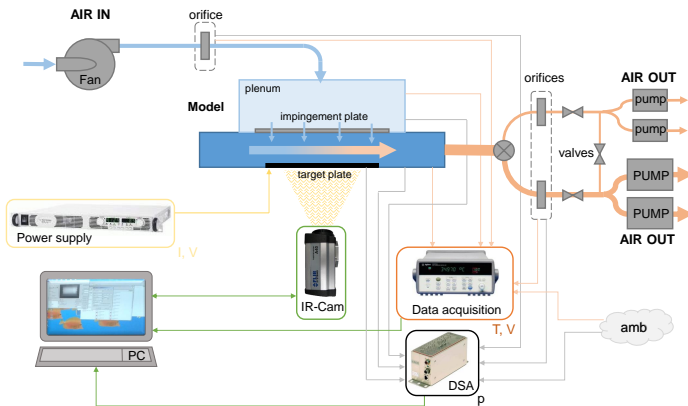 AIR IN
orifice
Fan
plenum
Model
impingement plate
target plate
orifices
AIR OUT
pump
pump
valves
PUMP
PUMP
AIR OUT
Power supply
I, V
IR-Cam
Data acquisition
T, V
amb
PC
DSA
p